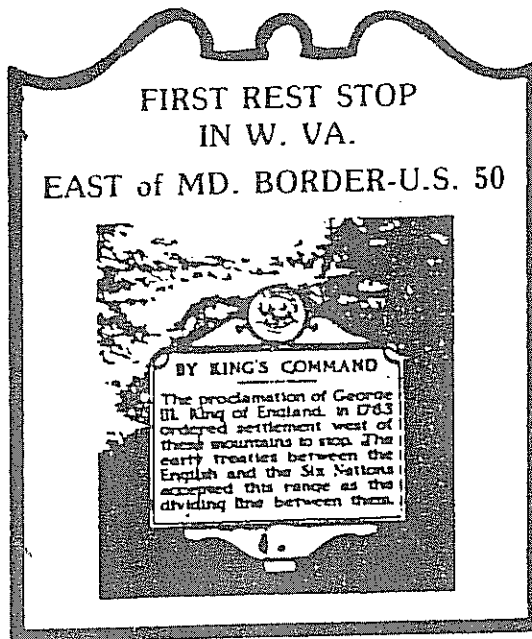 FIRST REST STOP
IN W. VA.
EAST of MD. BORDER-U.S. 50
BY KING'S COMMAND
The proclamation of George
III. King of England. in 1763
ordered settlement west of
these mountains to stop. The
early treaties between the
English and the Six Nations
accepted this range as the
dividing line between them.